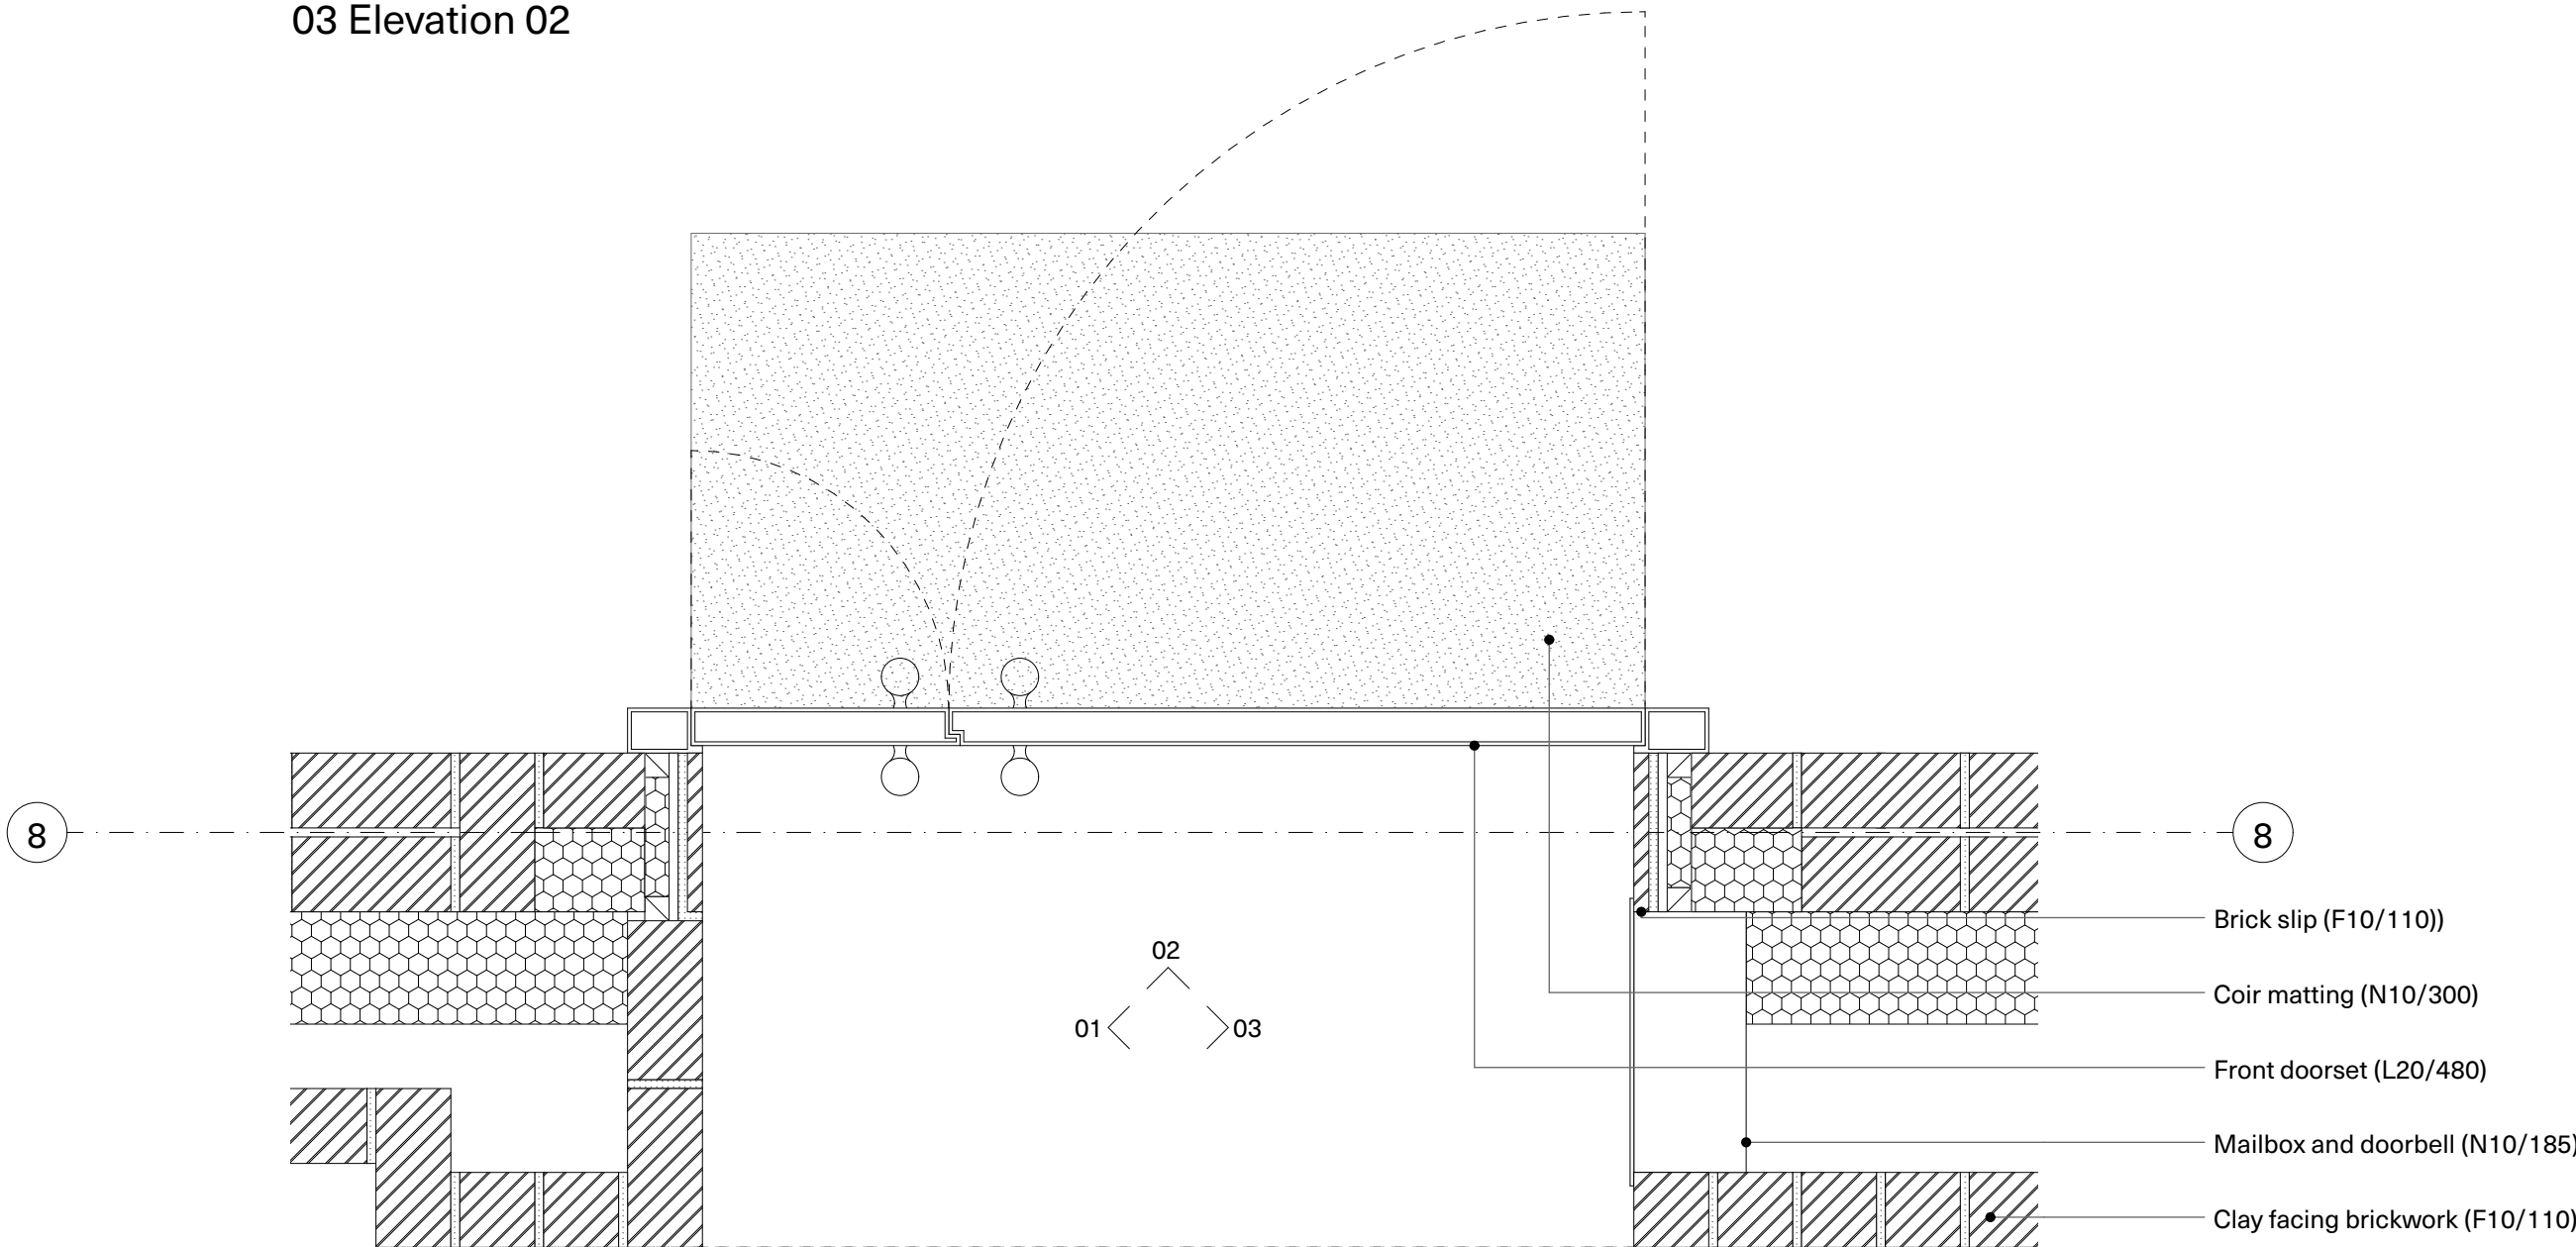 03 Elevation 02
8
8
Brick slip (F10/110))
02
Coir matting (N10/300)
01
03
Front doorset (L20/480)
Mailbox and doorbell (N10/185)
Clay facing brickwork (F10/110)